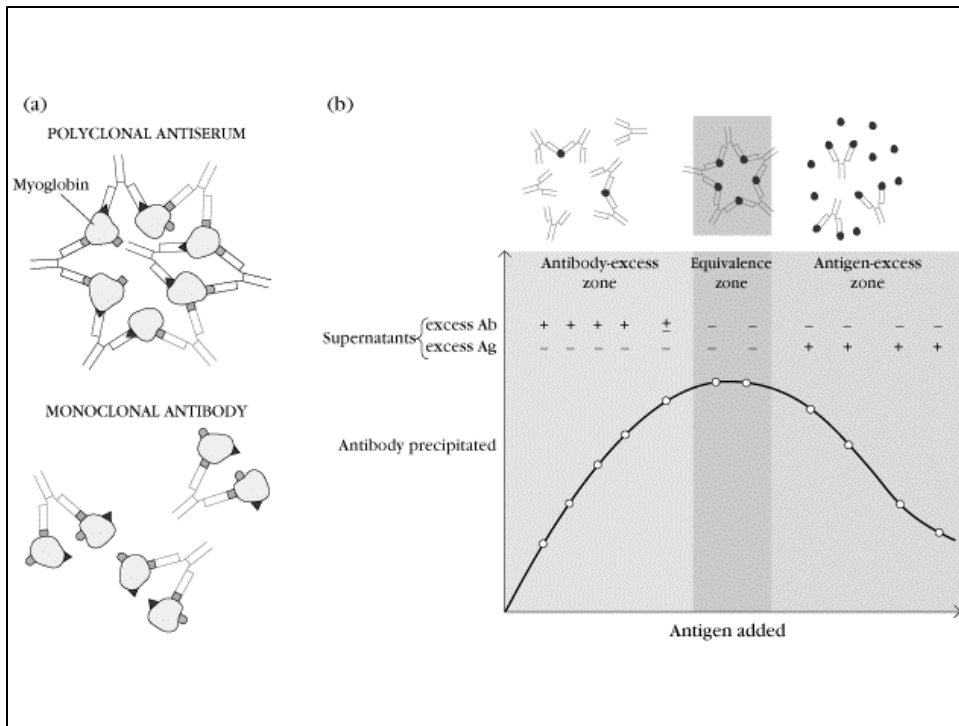 (a)
POLYCLONAL ANTISERUM
Myoglobin
MONOCLONAL ANTIBODY
(b)
Antibody-excess
zone
Equivalence
zone
Antigen-excess
zone
Supernatants { excess Ab + + + + ± – – – – – –
excess Ag – – – – – – – + + + +
Antibody precipitated
Antigen added